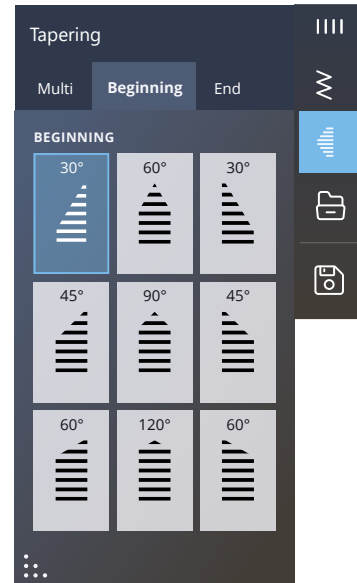 Tapering
Multi Beginning End
BEGINNING
30° 60° 30°
45° 90° 45°
60° 120° 60°